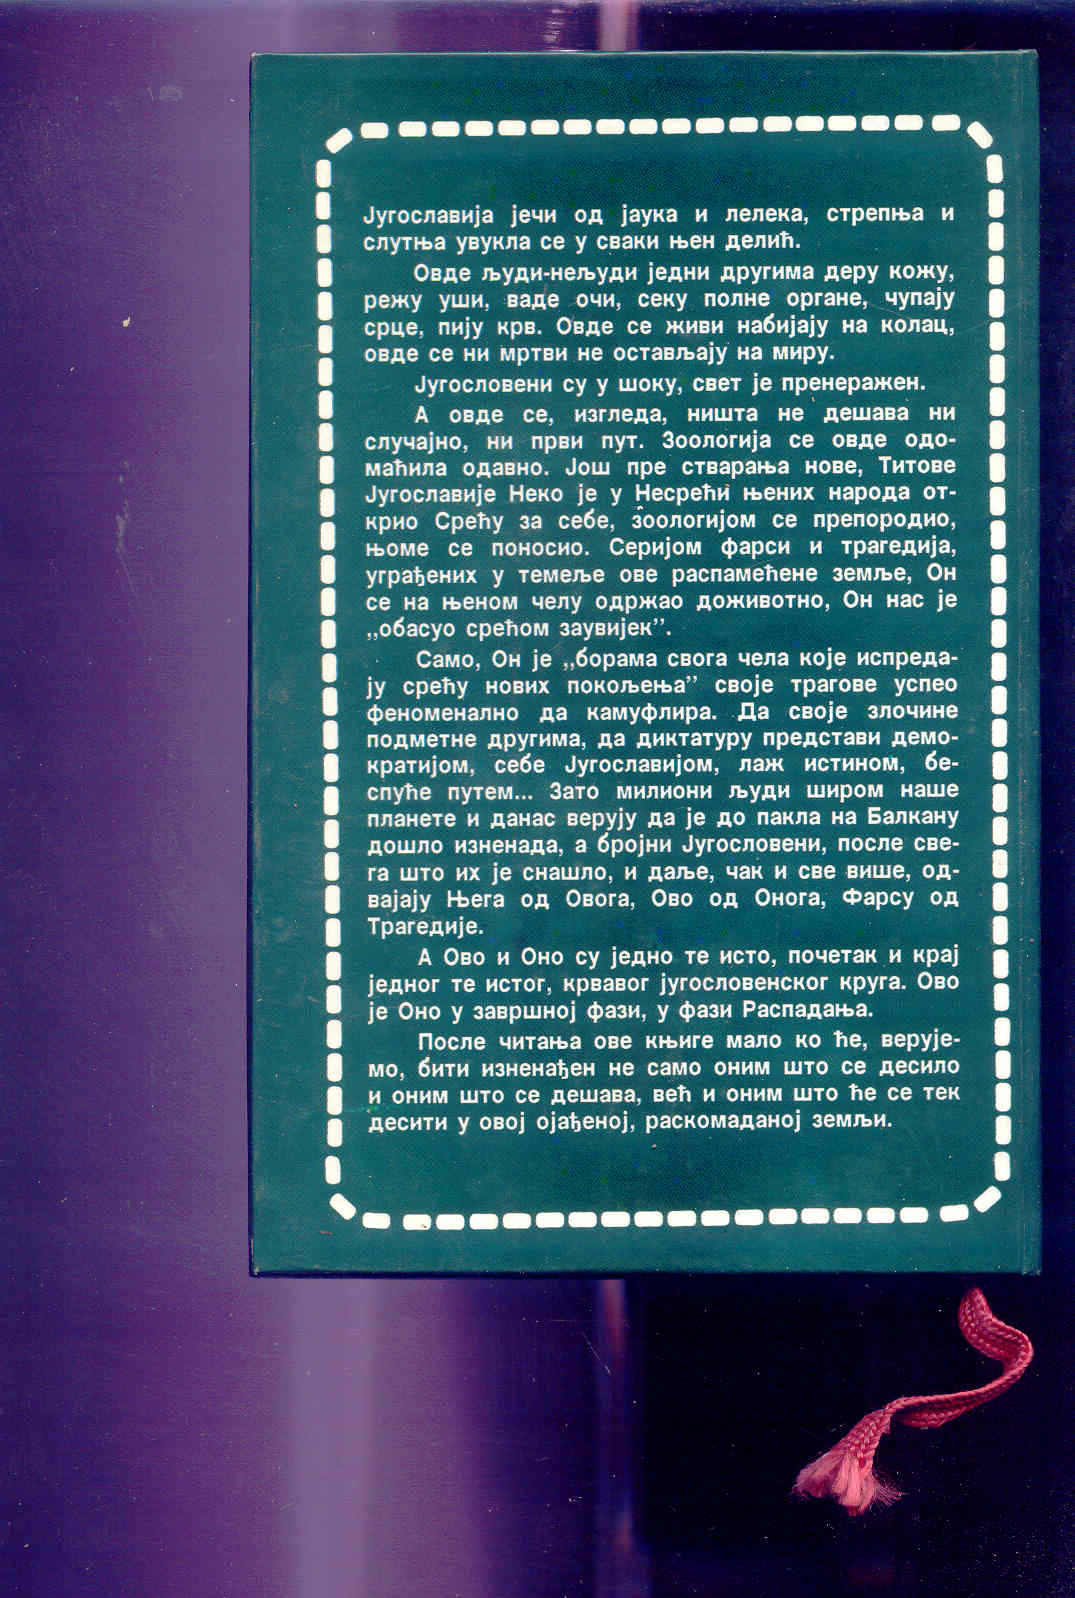 Југославија јечи од јаука и лелека, стрепња и
слутња увукла се у сваки њен делић.
Овде људи-нељуди једни другима деру кожу,
режу уши, ваде очи, секу полне органе, чупају
срце, пију крв. Овде се живи набијају на колац,
овде се ни мртви не остављају на миру.
Југословени су у шоку, свет је пренеражен.
А овде се, изгледа, ништа не дешава ни
случајно, ни први пут. Зоологија се овде одо-
маћила одавно. Још пре стварања нове, Титове
Југославије Неко је у Несрећи њених народа от-
крио Срећу за себе, зоологијом се препородио,
њоме се поносио. Серијом фарси и трагедија,
уграђених у темеље ове распамећене земље, Он
се на њеном челу одржао доживотно, Он нас је
„обасуо срећом заувијек”.
Само, Он је „борама свога чела које испреда-
ју срећу нових покољења” своје трагове успео
феноменално да камуфлира. Да своје злочине
подметне другима, да диктатуру представи демо-
кратијом, себе Југославијом, лаж истином, бе-
спуће путем... Зато милиони људи широм наше
планете и данас верују да је до пакла на Балкану
дошло изненада, а бројни Југословени, после све-
га што их је снашло, и даље, чак и све више, од-
вајају Њега од Овога, Ово од Онога, Фарсу од
Трагедије.
А Ово и Оно су једно те исто, почетак и крај
једног те истог, крвавог југословенског круга. Ово
је Оно у завршној фази, у фази Распадања.
После читања ове књиге мало ко ће, верује-
мо, бити изненађен не само оним што се десило
и оним што се дешава, већ и оним што ће се тек
десити у овој ојађеној, раскомаданој земљи.